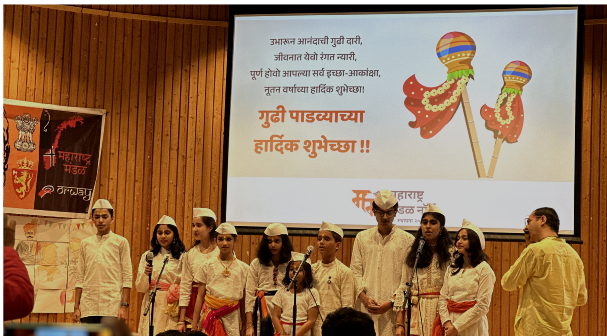 उभारून आनंदाची गुढी दारी,
जीवनात येवो रंगत न्यारी,
पूर्ण होवो आपल्या सर्व इच्छा-आकांक्षा,
नूतन वर्षाच्या हार्दिक शुभेच्छा!
गुढी पाडव्याच्या
हार्दिक शुभेच्छा !!
महाराष्ट्र
मंडळ
महाराष्ट्र
मंडळ
orway